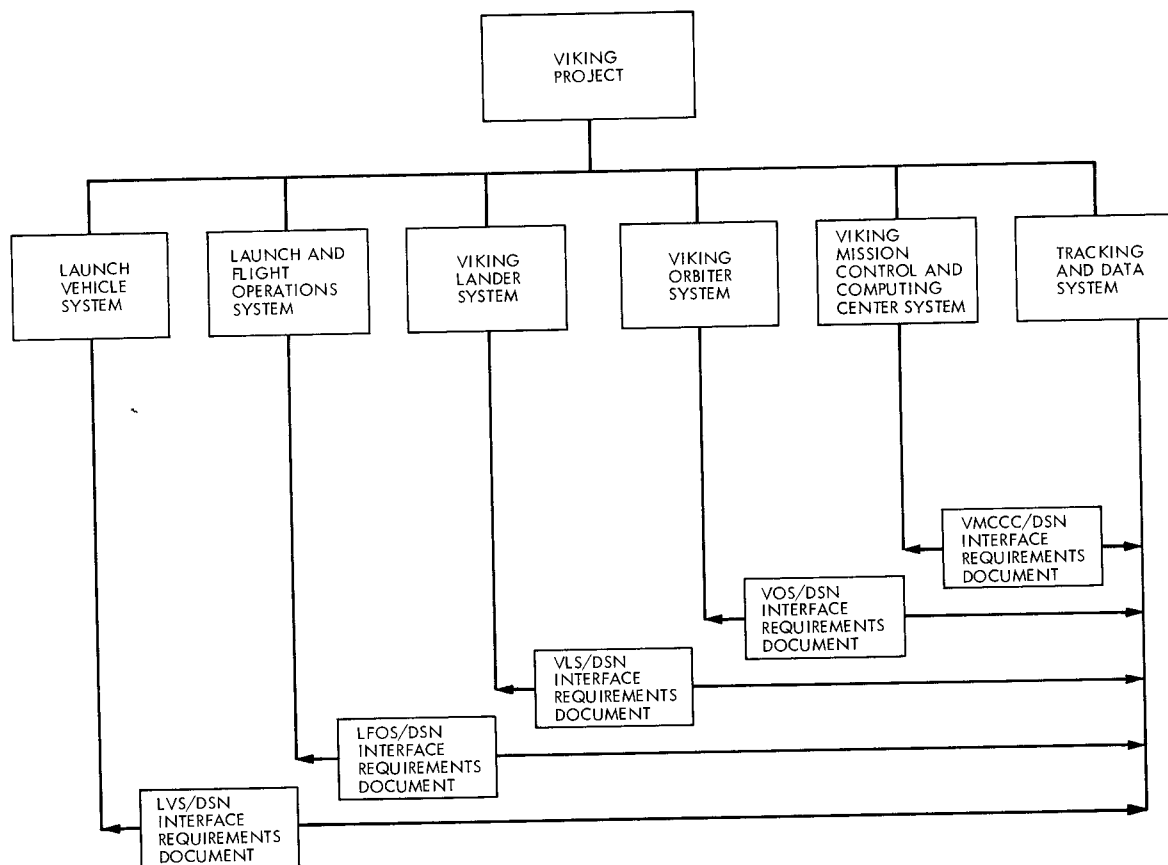 VIKING
PROJECT
LAUNCH
VEHICLE
SYSTEM
LAUNCH AND
FLIGHT
OPERATIONS
SYSTEM
VIKING
LANDER
SYSTEM
VIKING
ORBITER
SYSTEM
VIKING
MISSION
CONTROL AND
COMPUTING
CENTER SYSTEM
TRACKING
AND DATA
SYSTEM
VMCCC/DSN
INTERFACE
REQUIREMENTS
DOCUMENT
VOS/DSN
INTERFACE
REQUIREMENTS
DOCUMENT
VLS/DSN
INTERFACE
REQUIREMENTS
DOCUMENT
LFOS/DSN
INTERFACE
REQUIREMENTS
DOCUMENT
LVS/DSN
INTERFACE
REQUIREMENTS
DOCUMENT